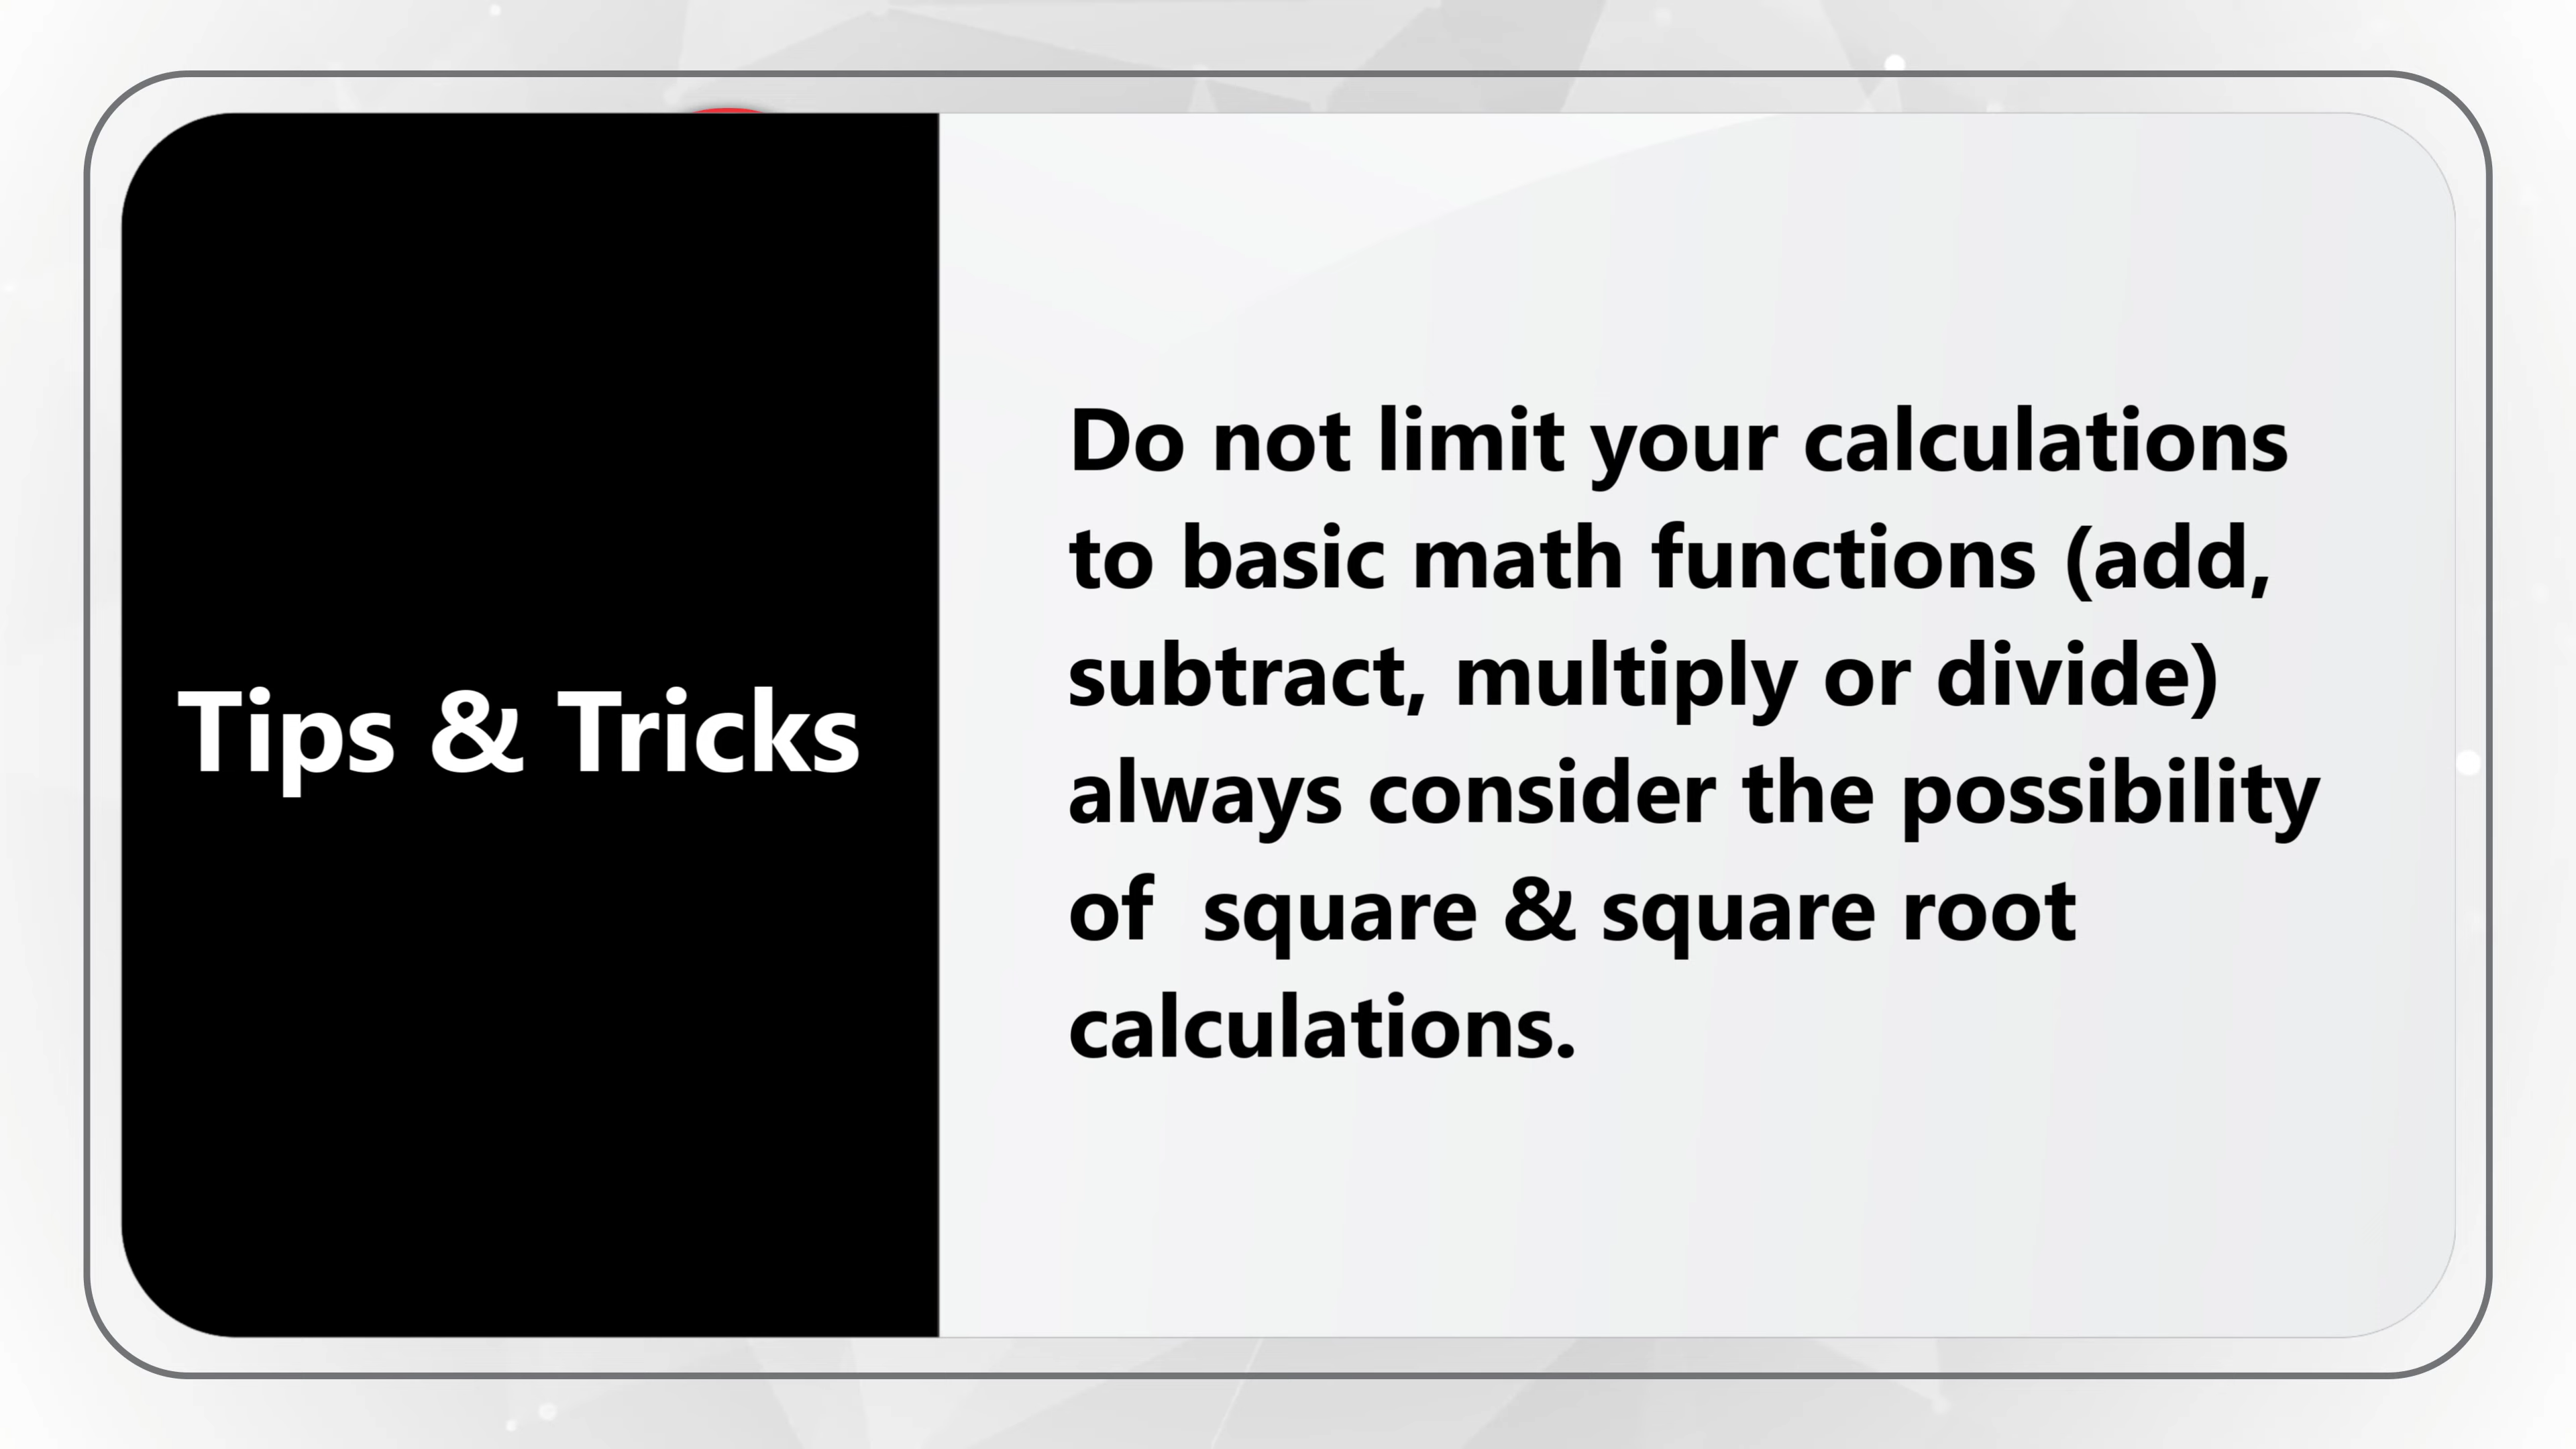 Tips & Tricks
Do not limit your calculations
to basic math functions (add,
subtract, multiply or divide)
always consider the possibility
of  square & square root
calculations.